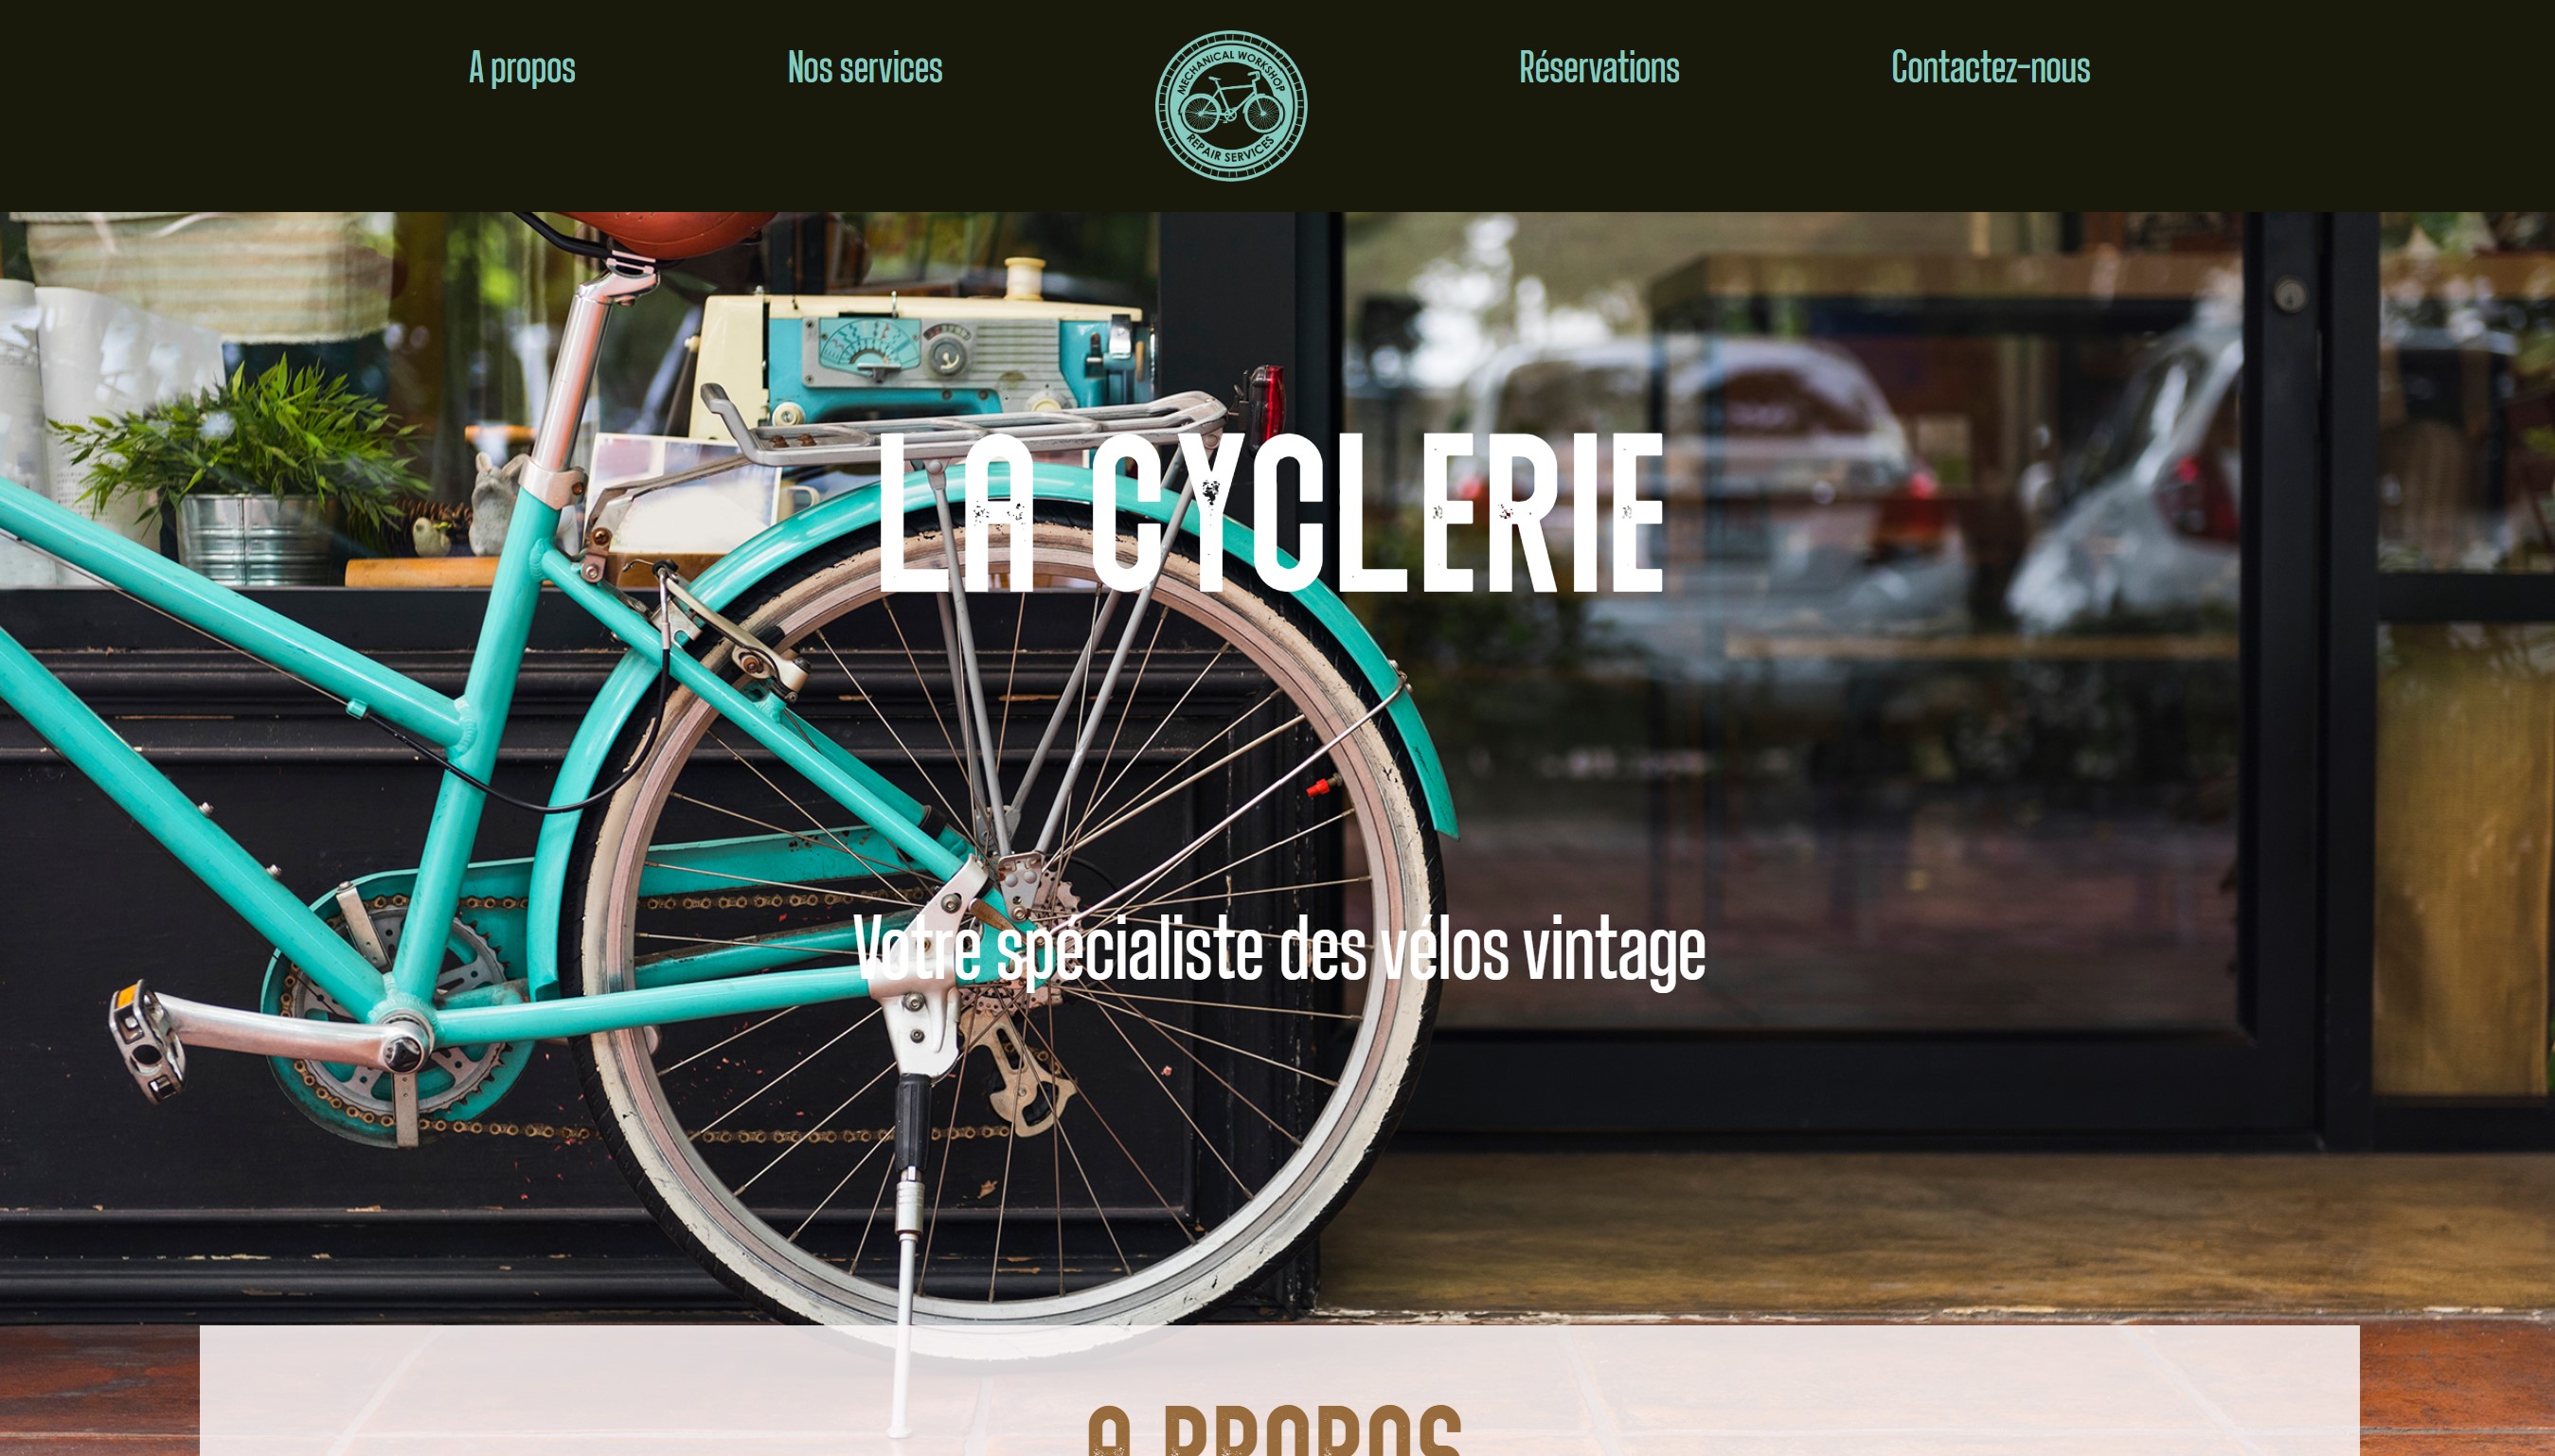 A propos
Nos services
MECHANICAL WORKSHOP
REPAIR SERVICES
Réservations
Contactez-nous
LA CYCLERIE
Votre spécialiste des vélos vintage
A PROPOS